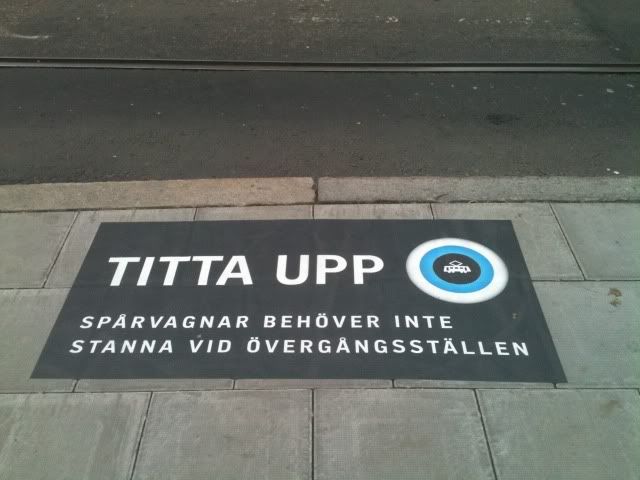 TITTA UPP
SPÅRVAGNAR BEHÖVER INTE
STANNA VID ÖVERGÅNGSSTÄLLEN